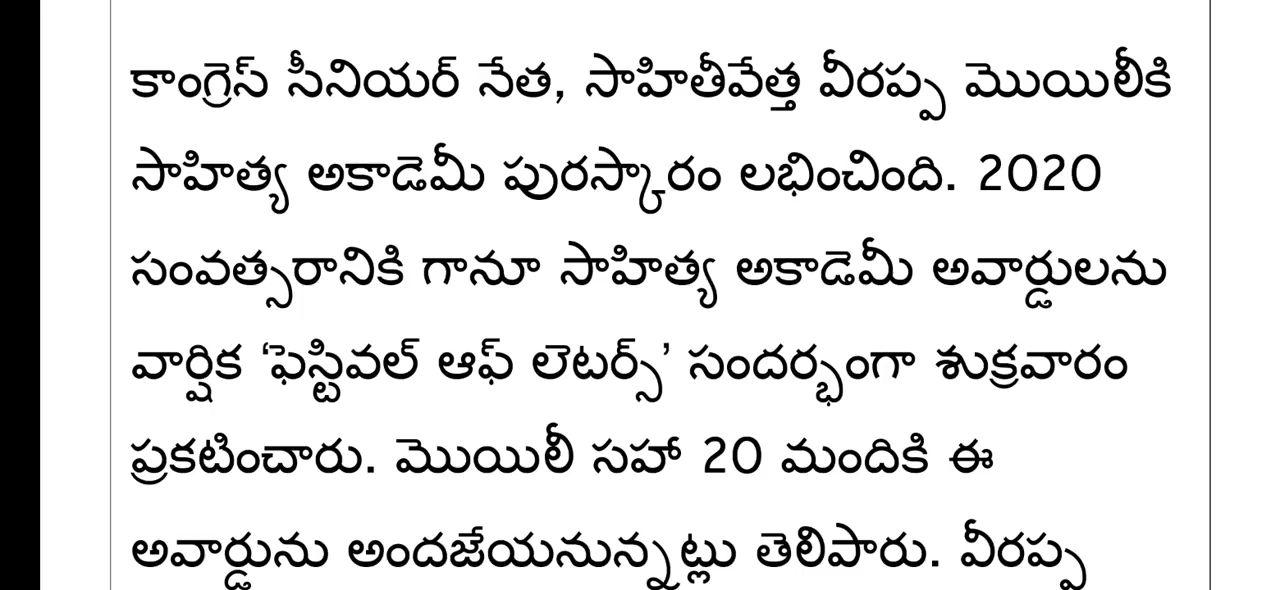 కాంగ్రెస్ సీనియర్ నేత, సాహితీవేత్త వీరప్ప మొయిలీకి
సాహిత్య అకాడెమీ పురస్కారం లభించింది. 2020
సంవత్సరానికి గానూ సాహిత్య అకాడెమీ అవార్డులను
వార్షిక ‘ఫెస్టివల్ ఆఫ్ లెటర్స్’ సందర్భంగా శుక్రవారం
ప్రకటించారు. మొయిలీ సహా 20 మందికి ఈ
అవార్డును అందజేయనున్నట్లు తెలిపారు. వీరప్ప